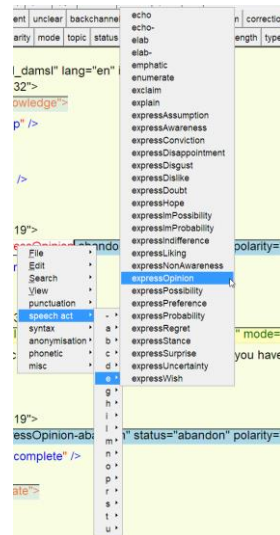 ent unclear backchannel
n correctio
arity mode topic status
ength type
echo
echo-
elab
elab-
emphatic
enumerate
exclaim
explain
expressAssumption
expressAwareness
expressConviction
expressDisappointment
expressDisgust
expressDislike
expressDoubt
expressHope
expressImPossibility
expressImProbability
expressIndifference
expressLiking
expressNonAwareness
expressOpinion
expressPossibility
expressPreference
expressProbability
expressRegret
expressStance
expressSurprise
expressUncertainty
expressWish
_damsl" lang="en"
32">
owledge">
p" />
/>
19">
abando
polarity=
File
Edit
Search
View
punctuation
speech act
syntax
anonymisation
phonetic
misc
-
a
b
c
d
e
g
h
i
l
m
n
o
p
r
s
t
u
" mode=
you have
19">
essOpinion-aba
n" status="abandon" polarity=
complete" />
ate">